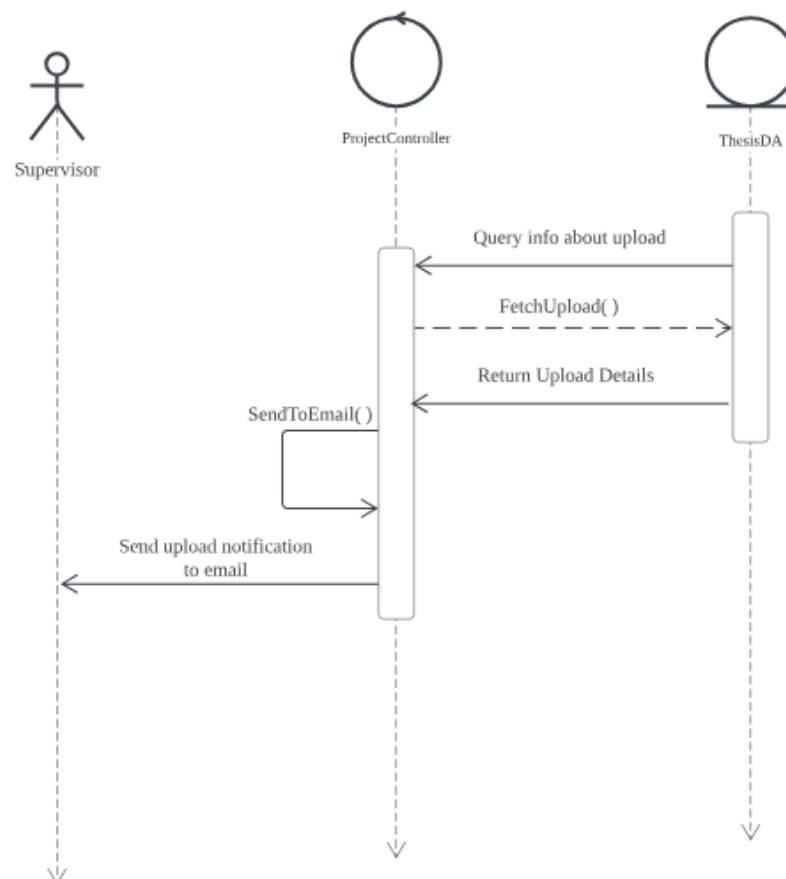 ProjectController
ThesisDA
Supervisor
Query info about upload
FetchUpload( )
Return Upload Details
SendToEmail( )
Send upload notification
to email